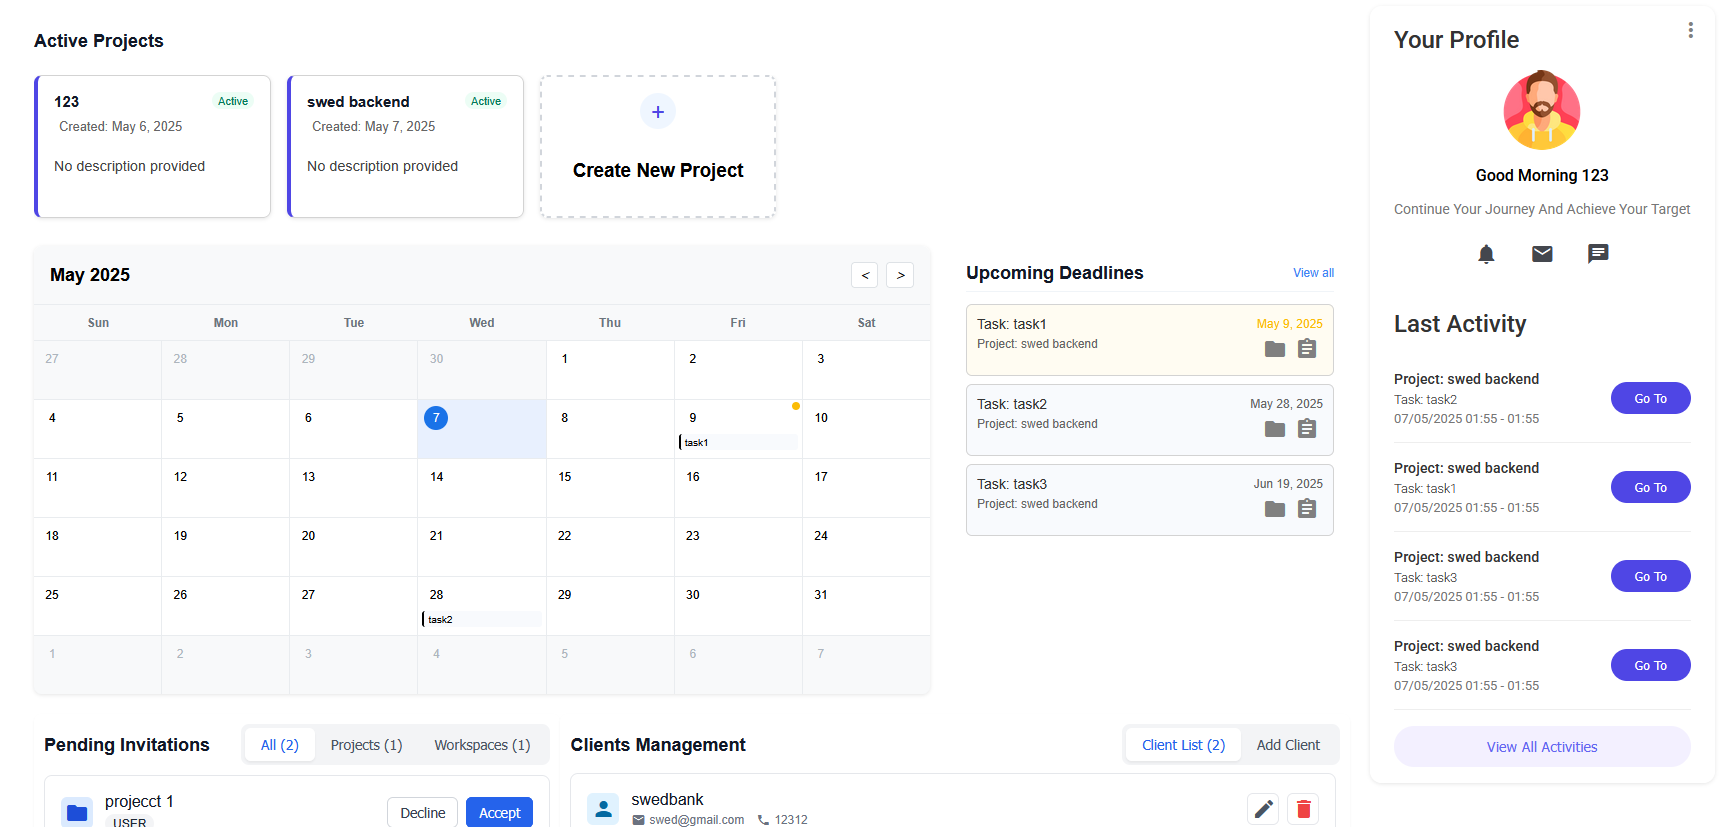 Active Projects
123 Active
Created: May 6, 2025
No description provided
swed backend Active
Created: May 7, 2025
No description provided
+
Create New Project
May 2025 < >
Sun Mon Tue Wed Thu Fri Sat
27 28 29 30 1 2 3
4 5 6 7 8 9 10
task1
11 12 13 14 15 16 17
18 19 20 21 22 23 24
25 26 27 28 29 30 31
task2
1 2 3 4 5 6 7
Upcoming Deadlines View all
Task: task1 May 9, 2025
Project: swed backend
Task: task2 May 28, 2025
Project: swed backend
Task: task3 Jun 19, 2025
Project: swed backend
Pending Invitations All (2) Projects (1) Workspaces (1)
projecct 1
USER
Decline Accept
Clients Management Client List (2) Add Client
swedbank
swed@gmail.com 12312
Your Profile
Good Morning 123
Continue Your Journey And Achieve Your Target
Last Activity
Project: swed backend
Task: task2
07/05/2025 01:55 - 01:55
Go To
Project: swed backend
Task: task1
07/05/2025 01:55 - 01:55
Go To
Project: swed backend
Task: task3
07/05/2025 01:55 - 01:55
Go To
Project: swed backend
Task: task3
07/05/2025 01:55 - 01:55
Go To
View All Activities